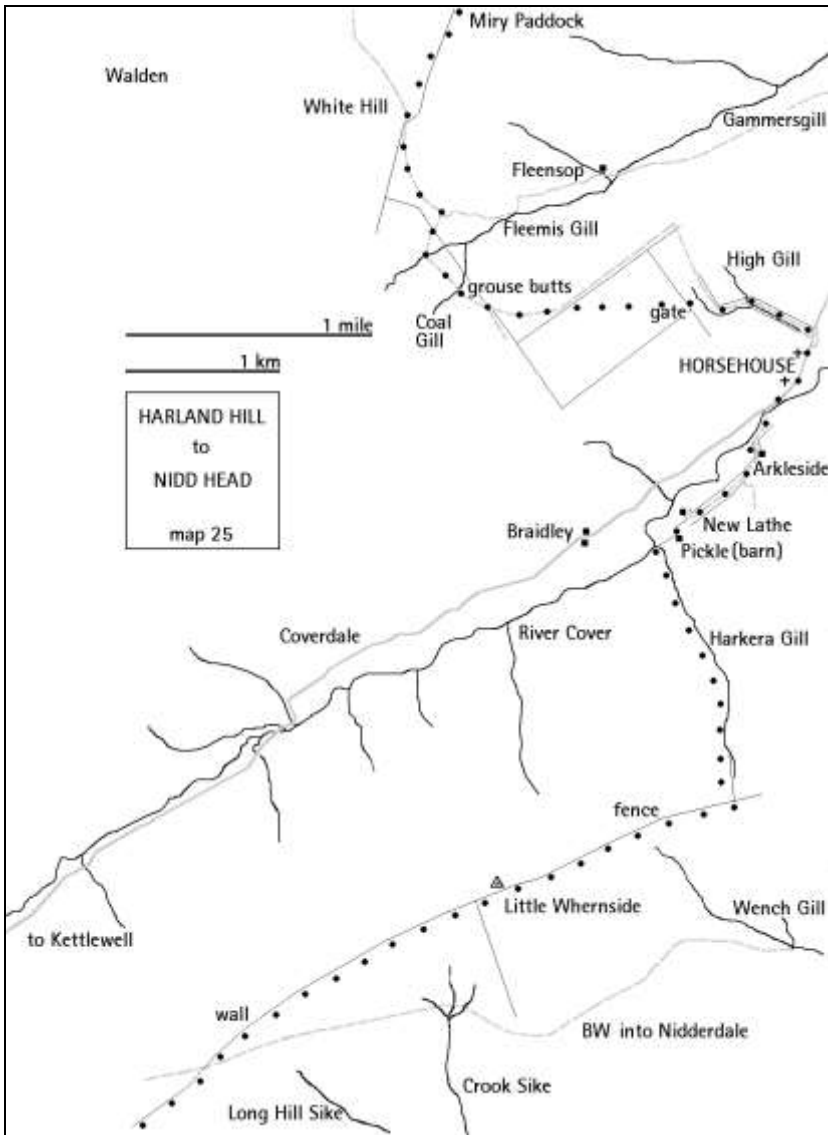 Miry Paddock
Walden
White Hill
Gammersgill
Fleensop
Fleemis Gill
High Gill
grouse butts
gate
Coal
Gill
1 mile
1 km
HORSEHOUSE
HARLAND HILL
to
NIDD HEAD
map 25
Arkleside
New Lathe
Braidley
Pickle (barn)
Coverdale
River Cover
Harkera Gill
fence
Little Whernside
Wench Gill
to Kettlewell
wall
BW into Nidderdale
Crook Sike
Long Hill Sike